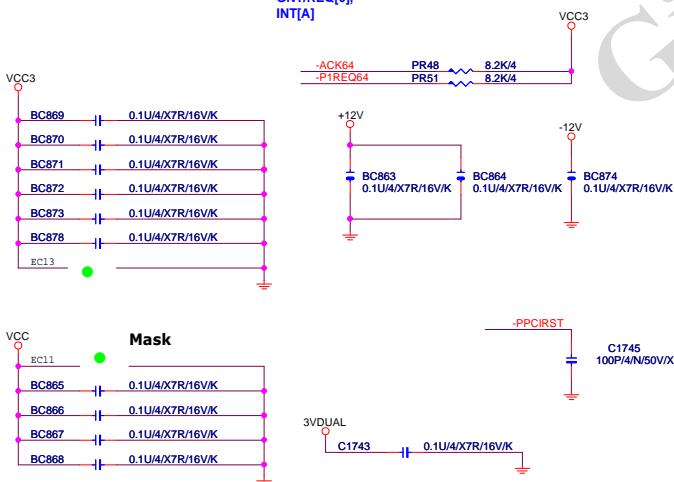 INT[A]
VCC3
-ACK64 PR48 8.2K/4
-P1REQ64 PR51 8.2K/4
VCC3
BC869 0.1U/4/X7R/16V/K
BC870 0.1U/4/X7R/16V/K
BC871 0.1U/4/X7R/16V/K
BC872 0.1U/4/X7R/16V/K
BC873 0.1U/4/X7R/16V/K
BC878 0.1U/4/X7R/16V/K
EC13
+12V
BC863
0.1U/4/X7R/16V/K
BC864
0.1U/4/X7R/16V/K
-12V
BC874
0.1U/4/X7R/16V/K
VCC
Mask
EC11
BC865 0.1U/4/X7R/16V/K
BC866 0.1U/4/X7R/16V/K
BC867 0.1U/4/X7R/16V/K
BC868 0.1U/4/X7R/16V/K
-PPCIRST
C1745
100P/4/N/50V/X
3VDUAL
C1743 0.1U/4/X7R/16V/K